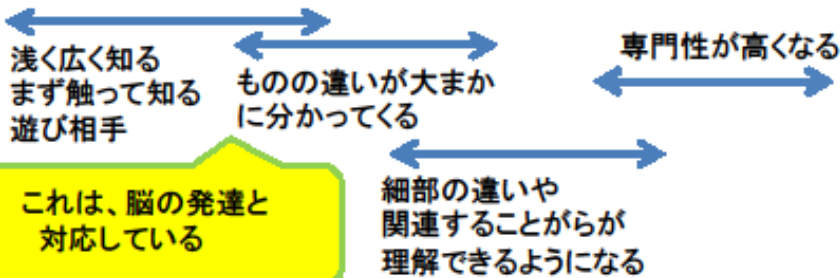 浅く広く知る
まず触って知る
遊び相手
ものの違いが大まか
に分かってくる
専門性が高くなる
これは、脳の発達と
対応している
細部の違いや
関連することがらが
理解できるようになる